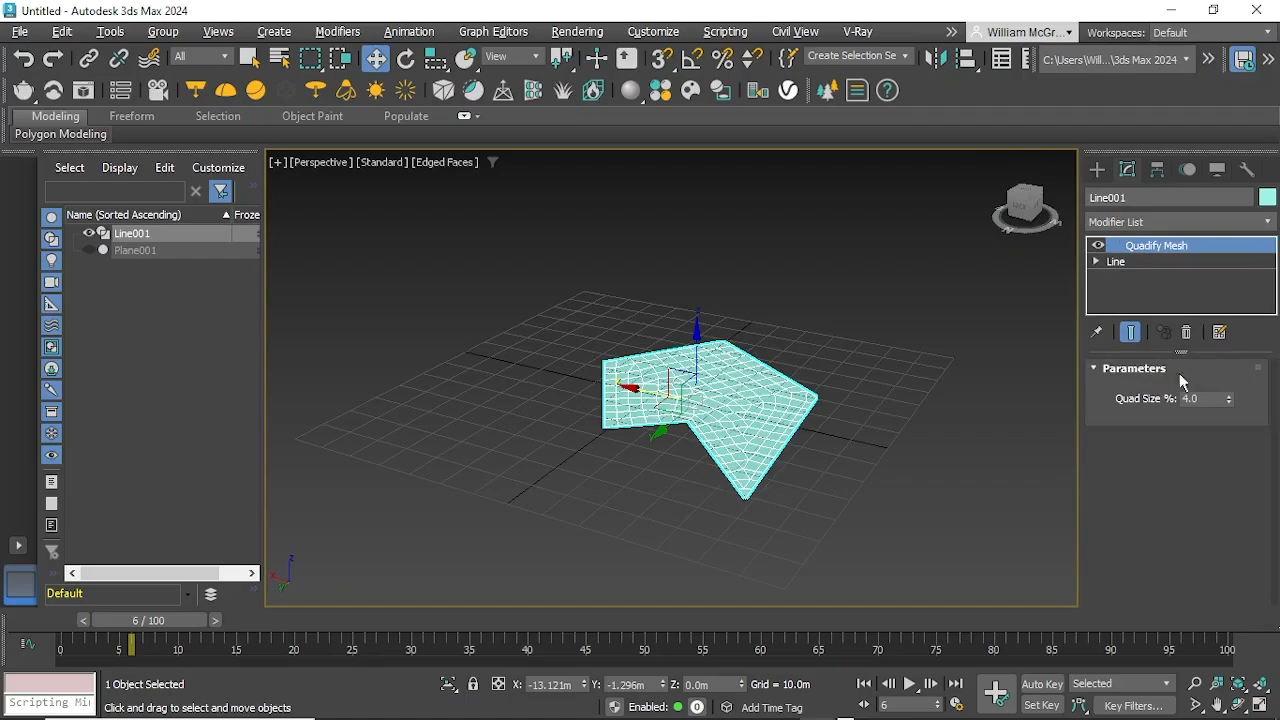 Untitled - Autodesk 3ds Max 2024
File Edit Tools Group Views Create Modifiers Animation Graph Editors Rendering Customize Scripting Civil View V-Ray
William McGr... Workspaces: Default
All View Create Selection Se C:\Users\Will...\3ds Max 2024
Modeling Freeform Selection Object Paint Populate
Polygon Modeling
Select Display Edit Customize
[+] [Perspective ] [Standard ] [Edged Faces ]
Name (Sorted Ascending) Froze
Line001
Plane001
Line001
Modifier List
Quadify Mesh
Line
Parameters
Quad Size %: 4.0
Default
6 / 100
0 5 10 15 20 25 30 35 40 45 50 55 60 65 70 75 80 85 90 95 100
1 Object Selected X: -13.121m Y: -1.296m Z: 0.0m Grid = 10.0m Auto Key Selected
Scripting Mi Click and drag to select and move objects Enabled: Add Time Tag 6 Set Key Key Filters...